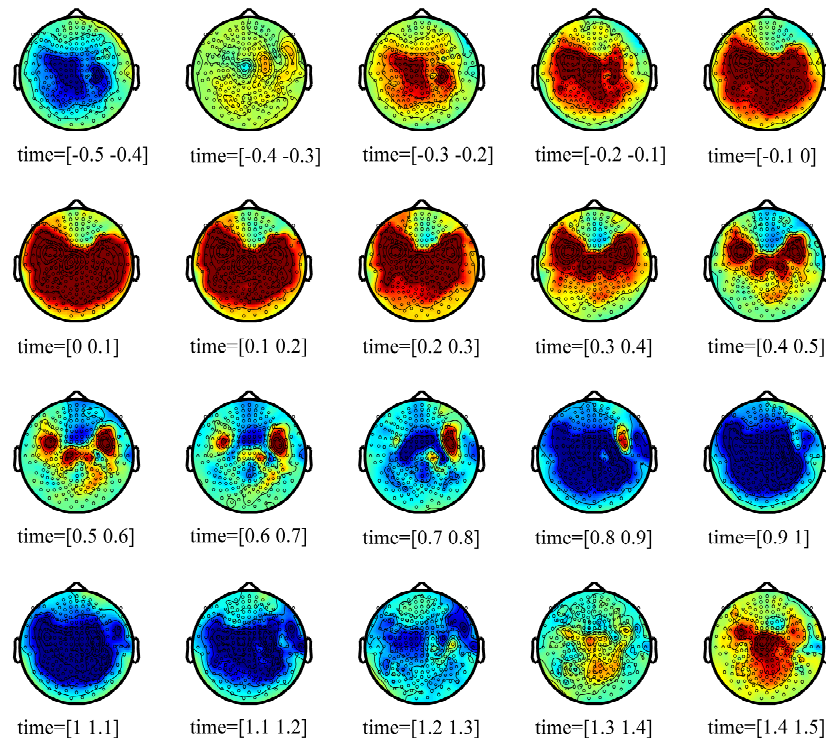 time=[-0.5 -0.4] time=[-0.4 -0.3] time=[-0.3 -0.2] time=[-0.2 -0.1] time=[-0.1 0]
time=[0 0.1] time=[0.1 0.2] time=[0.2 0.3] time=[0.3 0.4] time=[0.4 0.5]
time=[0.5 0.6] time=[0.6 0.7] time=[0.7 0.8] time=[0.8 0.9] time=[0.9 1]
time=[1 1.1] time=[1.1 1.2] time=[1.2 1.3] time=[1.3 1.4] time=[1.4 1.5]